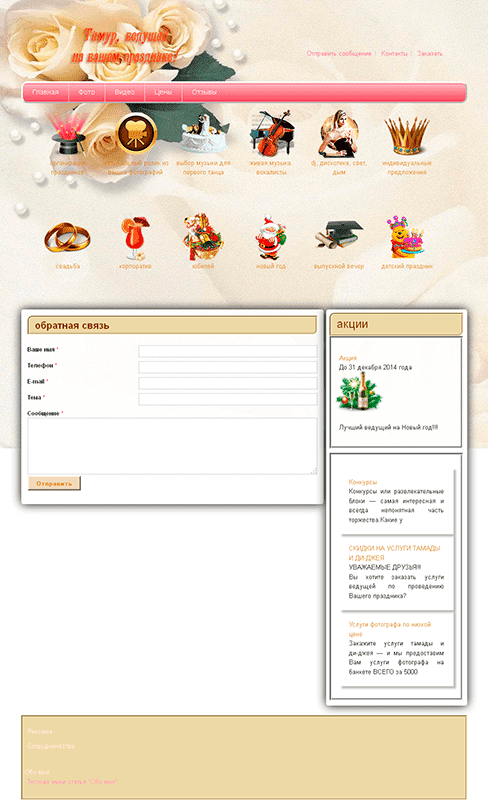 Тимур, ведущий
на вашем празднике!
Отправить сообщение | Контакты | Заказать
Главная
Фото
Видео
Цены
Отзывы
организация праздников
ролик из ваших фотографий
выбор музыки для первого танца
живая музыка вокалисты
dj, дискотека, свет, дым
индивидуальные предложения
свадьба
корпоратив
юбилей
новый год
выпускной вечер
детский праздник
обратная связь
Ваше имя *
Телефон *
E-mail *
Тема *
Сообщение *
Отправить
акции
Акция
До 31 декабря 2014 года
Лучший ведущий на Новый год!!!!
Конкурсы
Конкурсы или развлекательные
блоки — самая интересная и
всегда непонятная часть
торжества.Какие у
СКИДКИ НА УСЛУГИ ТАМАДЫ
И ДИ-ДЖЕЯ
УВАЖАЕМЫЕ ДРУЗЬЯ!!!
Вы хотите заказать услуги
ведущей по проведению
Вашего праздника?
Услуги фотографа по низкой
цене
Закажите услуги тамады и
ди-джея — и мы предоставим
Вам услуги фотографа на
банкете ВСЕГО за 5000
Реклама
Сотрудничество
Обо мне